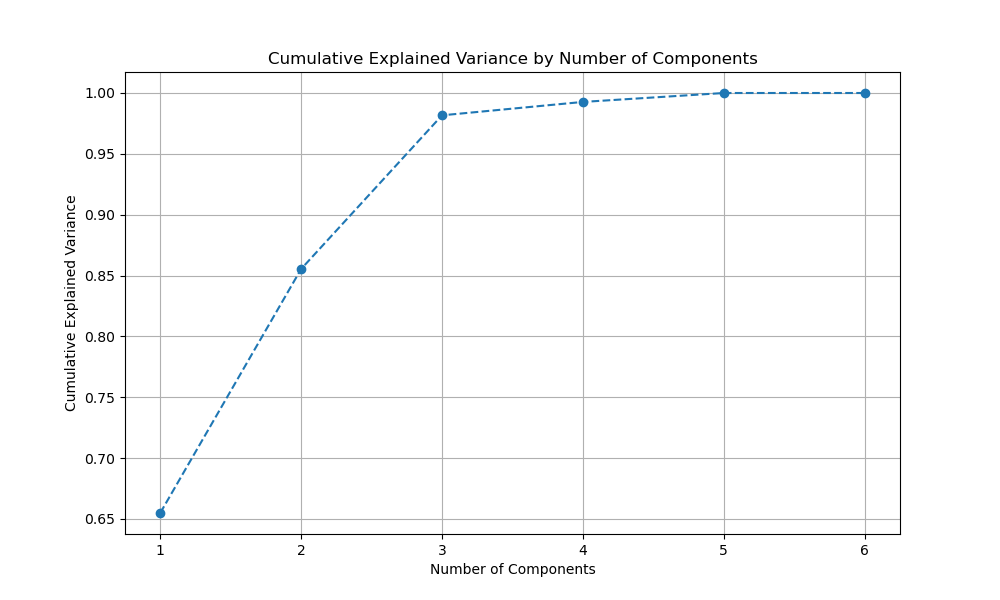 Cumulative Explained Variance by Number of Components
Cumulative Explained Variance
1.00
0.95
0.90
0.85
0.80
0.75
0.70
0.65
1 2 3 4 5 6
Number of Components